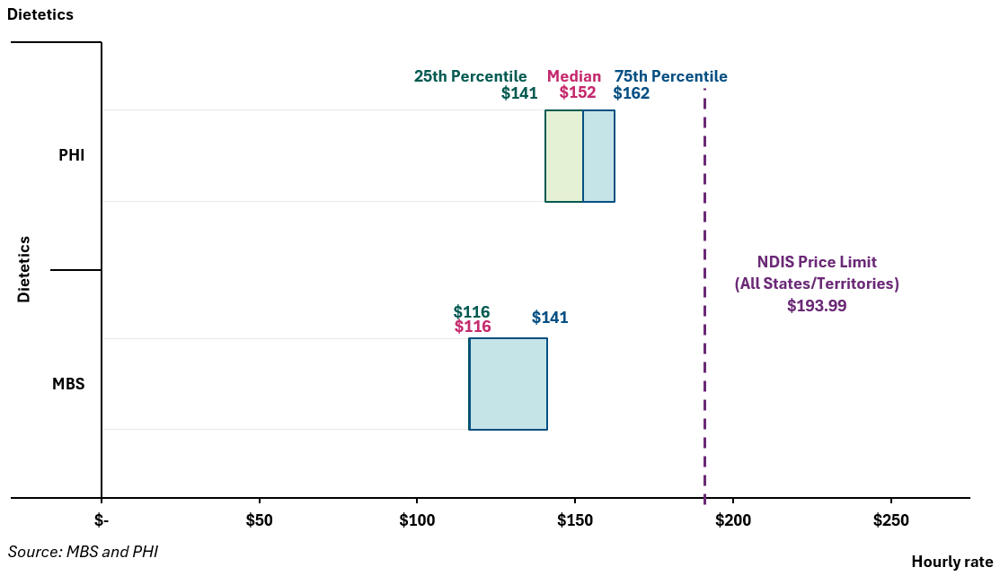 Dietetics
25th Percentile
$141
Median
$152
75th Percentile
$162
PHI
Dietetics
NDIS Price Limit
(All States/Territories)
$193.99
$116
$116
$141
MBS
$-
$50
$100
$150
$200
$250
Source: MBS and PHI
Hourly rate